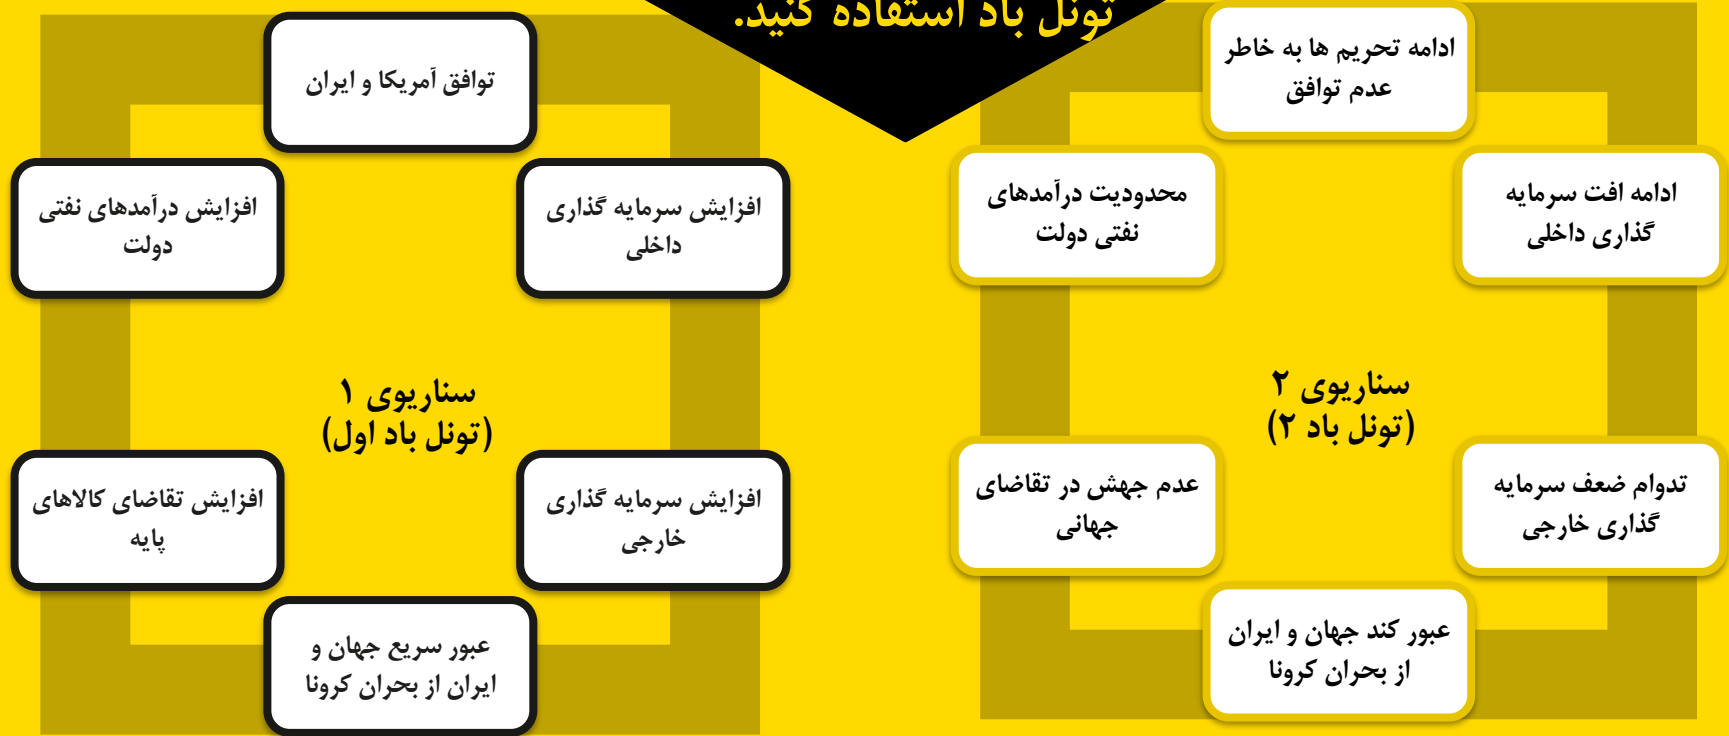 تونل باد استفاده کنید.
ادامه تحریم ها به خاطر
عدم توافق
ادامه افت سرمایه
گذاری داخلی
محدودیت درآمدهای
نفتی دولت
سناریوی ۲
(تونل باد ۲)
تدوام ضعف سرمایه
گذاری خارجی
عدم جهش در تقاضای
جهانی
عبور کند جهان و ایران
از بحران کرونا
توافق آمریکا و ایران
افزایش سرمایه گذاری
داخلی
افزایش درآمدهای نفتی
دولت
سناریوی ۱
(تونل باد اول)
افزایش سرمایه گذاری
خارجی
افزایش تقاضای کالاهای
پایه
عبور سریع جهان و
ایران از بحران کرونا